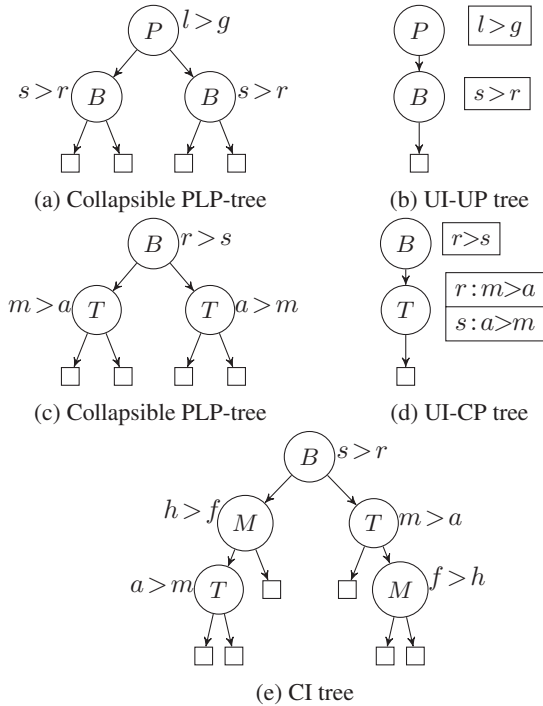 P l > g
s > r B B s > r
(a) Collapsible PLP-tree
P l > g
B s > r
(b) UI-UP tree
B r > s
m > a T T a > m
(c) Collapsible PLP-tree
B r>s
T r : m>a
s : a>m
(d) UI-CP tree
B s > r
h > f M T m > a
a > m T M f > h
(e) CI tree